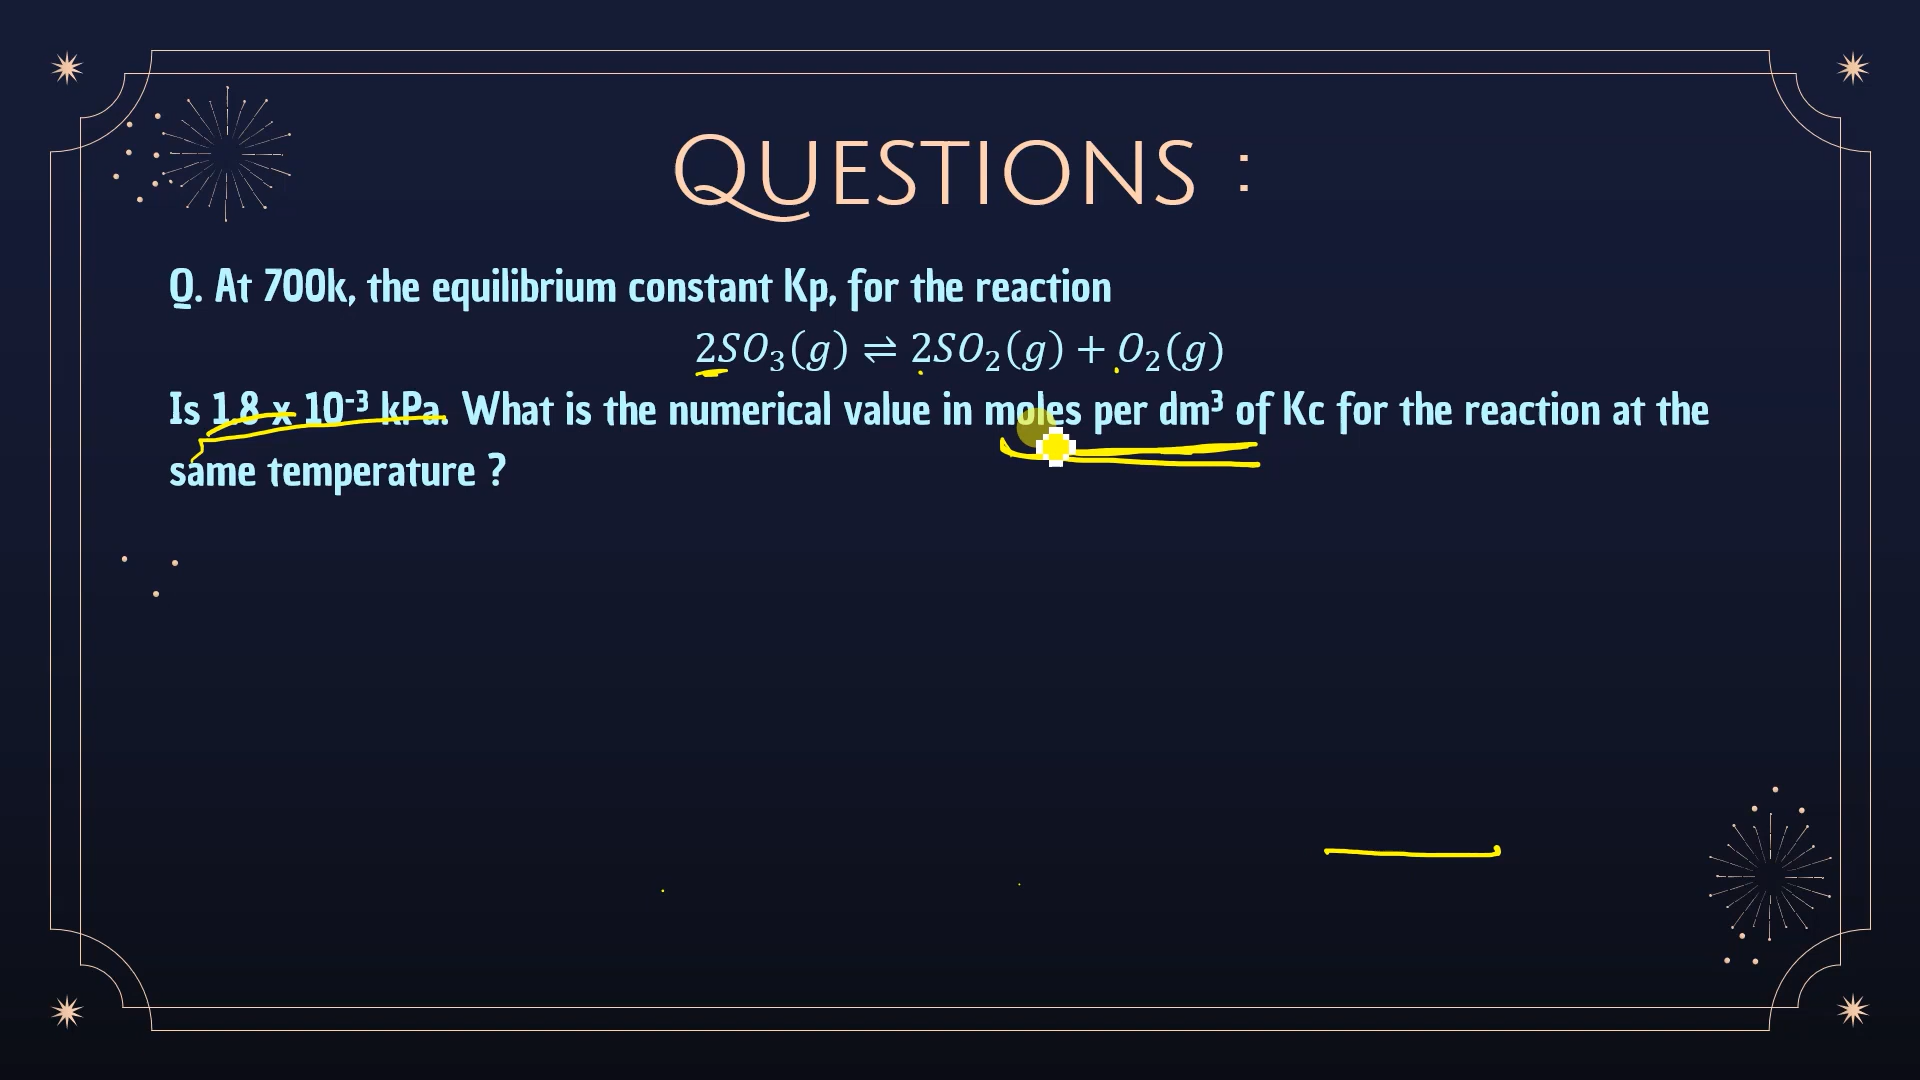 QUESTIONS :
Q. At 700k, the equilibrium constant Kp, for the reaction
2SO₃(g) ⇌ 2SO₂(g) + O₂(g)
Is 1.8 x 10⁻³ kPa. What is the numerical value in moles per dm³ of Kc for the reaction at the
same temperature ?